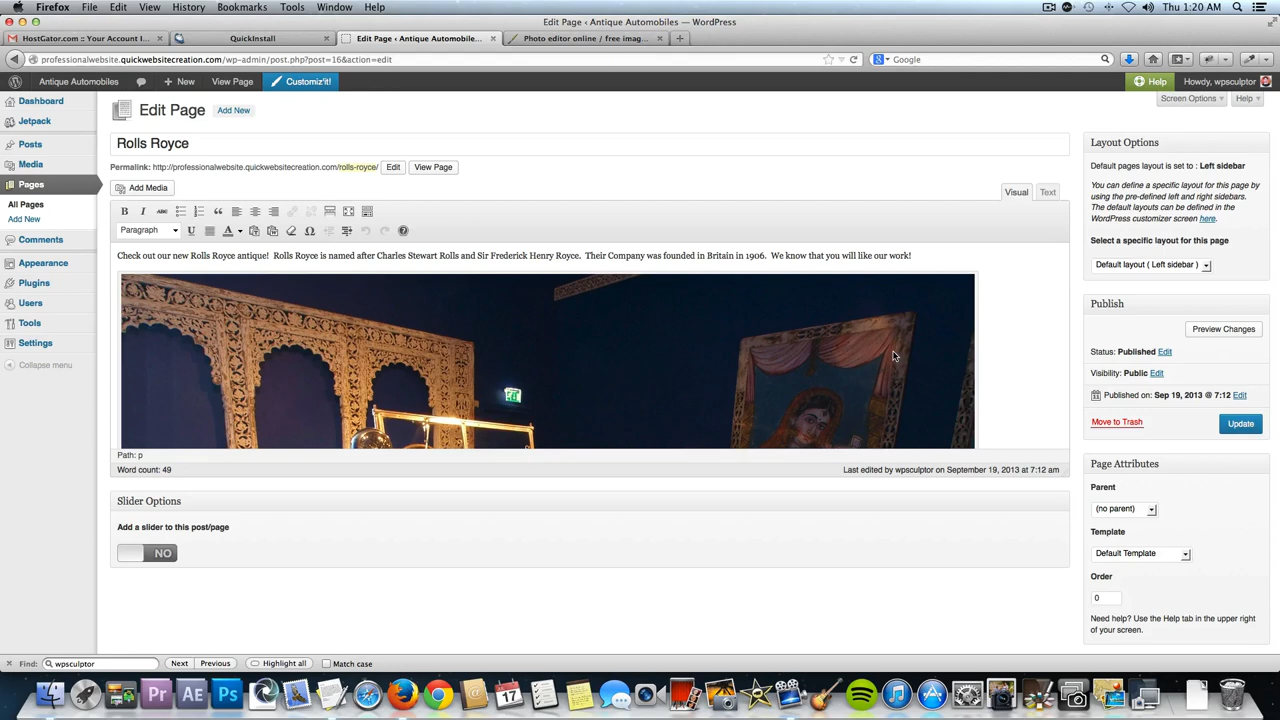 Firefox File Edit View History Bookmarks Tools Window Help Thu 1:20 AM
Edit Page ‹ Antique Automobiles — WordPress
HostGator.com :: Your Account I... QuickInstall Edit Page ‹ Antique Automobile... Photo editor online / free imag...
professionalwebsite.quickwebsitecreation.com/wp-admin/post.php?post=16&action=edit Google
Antique Automobiles + New View Page Customiz'it! Help Howdy, wpsculptor
Dashboard
Jetpack
Posts
Media
Pages
All Pages
Add New
Comments
Appearance
Plugins
Users
Tools
Settings
Collapse menu
Edit Page Add New
Screen Options Help
Rolls Royce
Permalink: http://professionalwebsite.quickwebsitecreation.com/rolls-royce/ Edit View Page
Add Media
Visual Text
B I ABC
Paragraph U A Ω
Check out our new Rolls Royce antique! Rolls Royce is named after Charles Stewart Rolls and Sir Frederick Henry Royce. Their Company was founded in Britain in 1906. We know that you will like our work!
Path: p
Word count: 49 Last edited by wpsculptor on September 19, 2013 at 7:12 am
Slider Options
Add a slider to this post/page
NO
Layout Options
Default pages layout is set to : Left sidebar
You can define a specific layout for this page by
using the pre-defined left and right sidebars.
The default layouts can be defined in the
WordPress customizer screen here.
Select a specific layout for this page
Default layout ( Left sidebar )
Publish
Preview Changes
Status: Published Edit
Visibility: Public Edit
Published on: Sep 19, 2013 @ 7:12 Edit
Move to Trash Update
Page Attributes
Parent
(no parent)
Template
Default Template
Order
0
Need help? Use the Help tab in the upper right
of your screen.
Find: wpsculptor Next Previous Highlight all Match case
Pr AE Ps 17